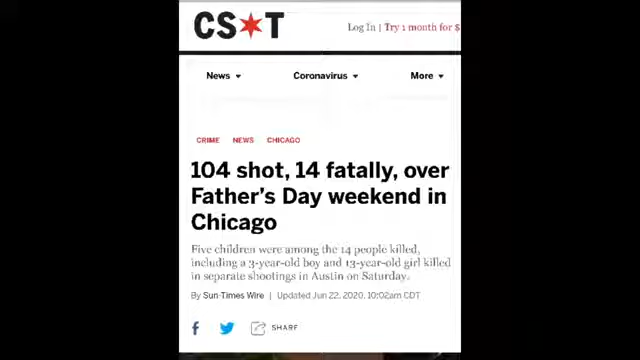 CS★T
Log In | Try 1 month for $
News ▼ Coronavirus ▼ More ▼
CRIME NEWS CHICAGO
104 shot, 14 fatally, over
Father's Day weekend in
Chicago
Five children were among the 14 people killed,
including a 3-year-old boy and 13-year-old girl killed
in separate shootings in Austin on Saturday.
By Sun-Times Wire | Updated Jun 22, 2020, 10:02am CDT
SHARE